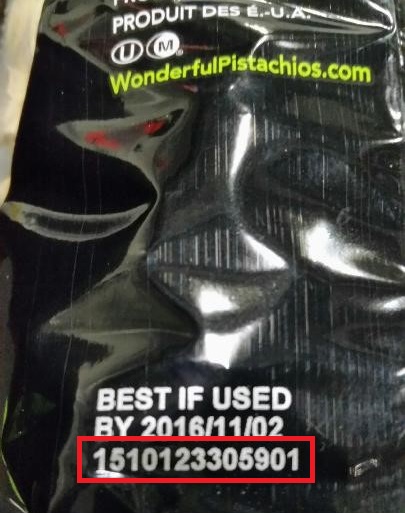 PRODUIT DES É.-U.A.
U M
WonderfulPistachios.com
BEST IF USED
BY 2016/11/02
1510123305901